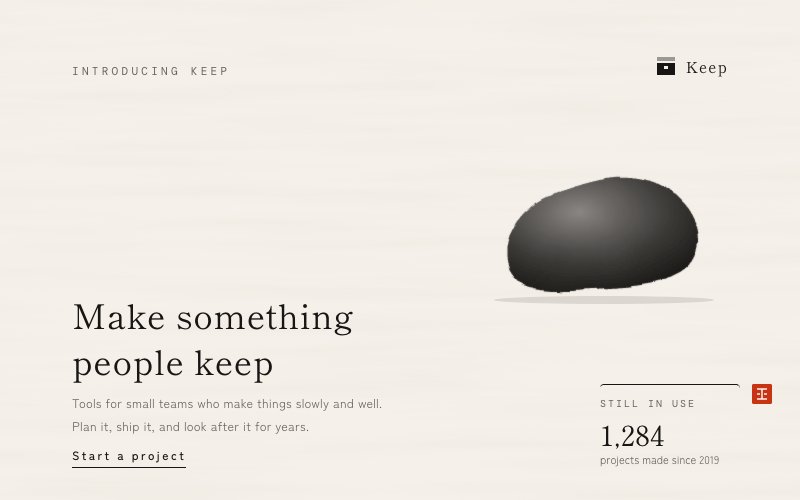 INTRODUCING KEEP
Keep
Make something
people keep
Tools for small teams who make things slowly and well.
Plan it, ship it, and look after it for years.
Start a project
STILL IN USE
1,284
projects made since 2019